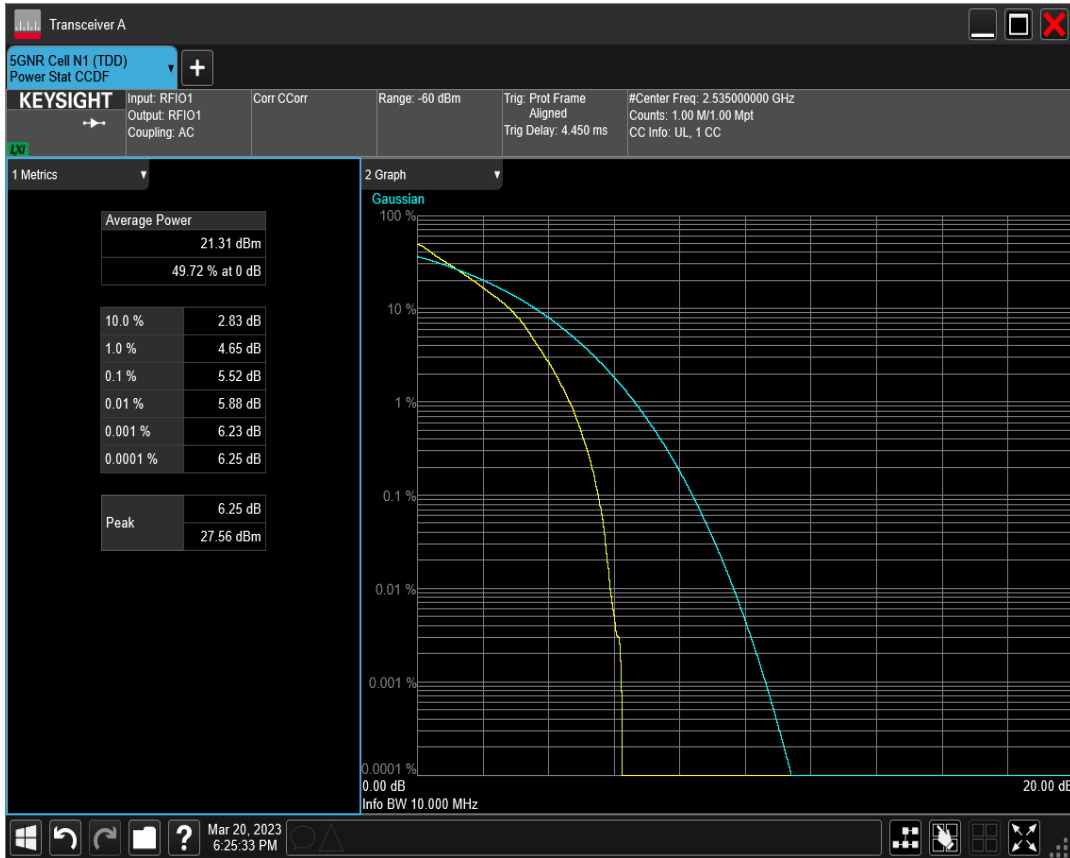 Transceiver A
5GNR Cell N1 (TDD)
Power Stat CCDF
+
KEYSIGHT
LXI
Input: RFIO1
Output: RFIO1
Coupling: AC
Corr CCorr
Range: -60 dBm
Trig: Prot Frame
Aligned
Trig Delay: 4.450 ms
#Center Freq: 2.535000000 GHz
Counts: 1.00 M/1.00 Mpt
CC Info: UL, 1 CC
1 Metrics
Average Power
21.31 dBm
49.72 % at 0 dB
10.0 % 2.83 dB
1.0 % 4.65 dB
0.1 % 5.52 dB
0.01 % 5.88 dB
0.001 % 6.23 dB
0.0001 % 6.25 dB
Peak
6.25 dB
27.56 dBm
2 Graph
Gaussian
100 %
10 %
1 %
0.1 %
0.01 %
0.001 %
0.0001 %
0.00 dB 20.00 dB
Info BW 10.000 MHz
?
Mar 20, 2023
6:25:33 PM